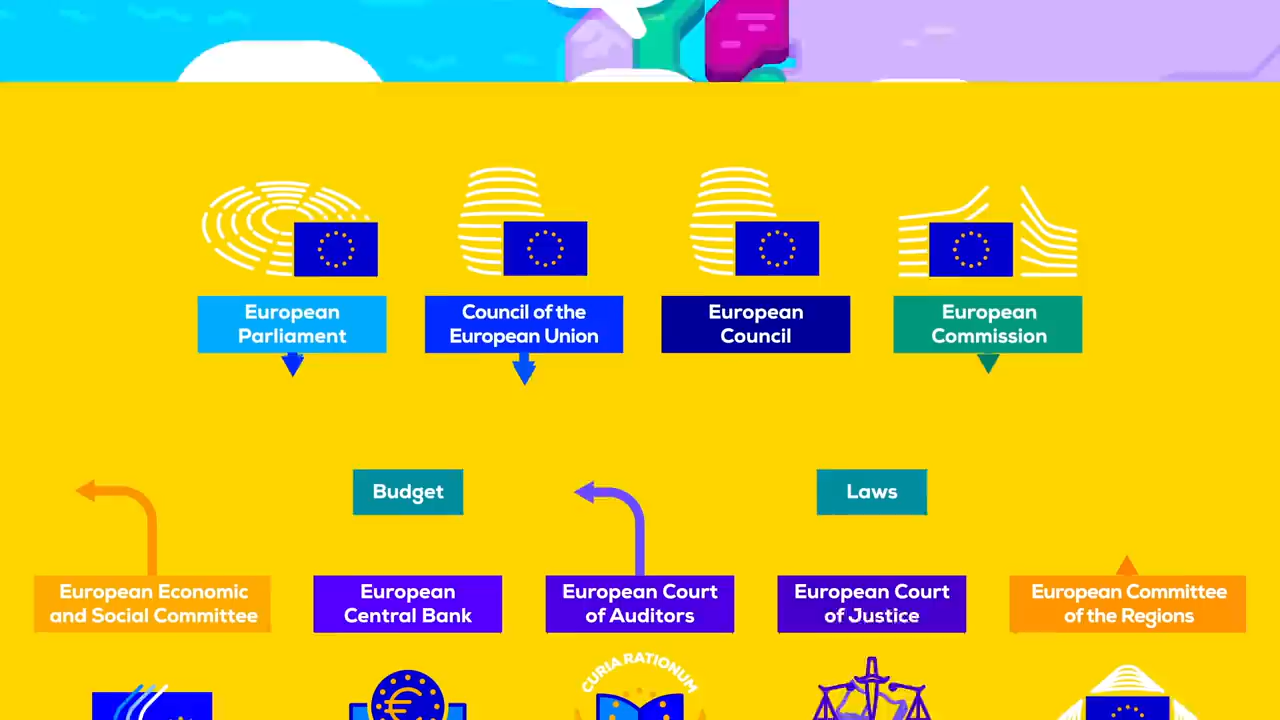 European
Parliament
Council of the
European Union
European
Council
European
Commission
Budget
Laws
European Economic
and Social Committee
European
Central Bank
European Court
of Auditors
European Court
of Justice
European Committee
of the Regions
CURIA RATIONUM